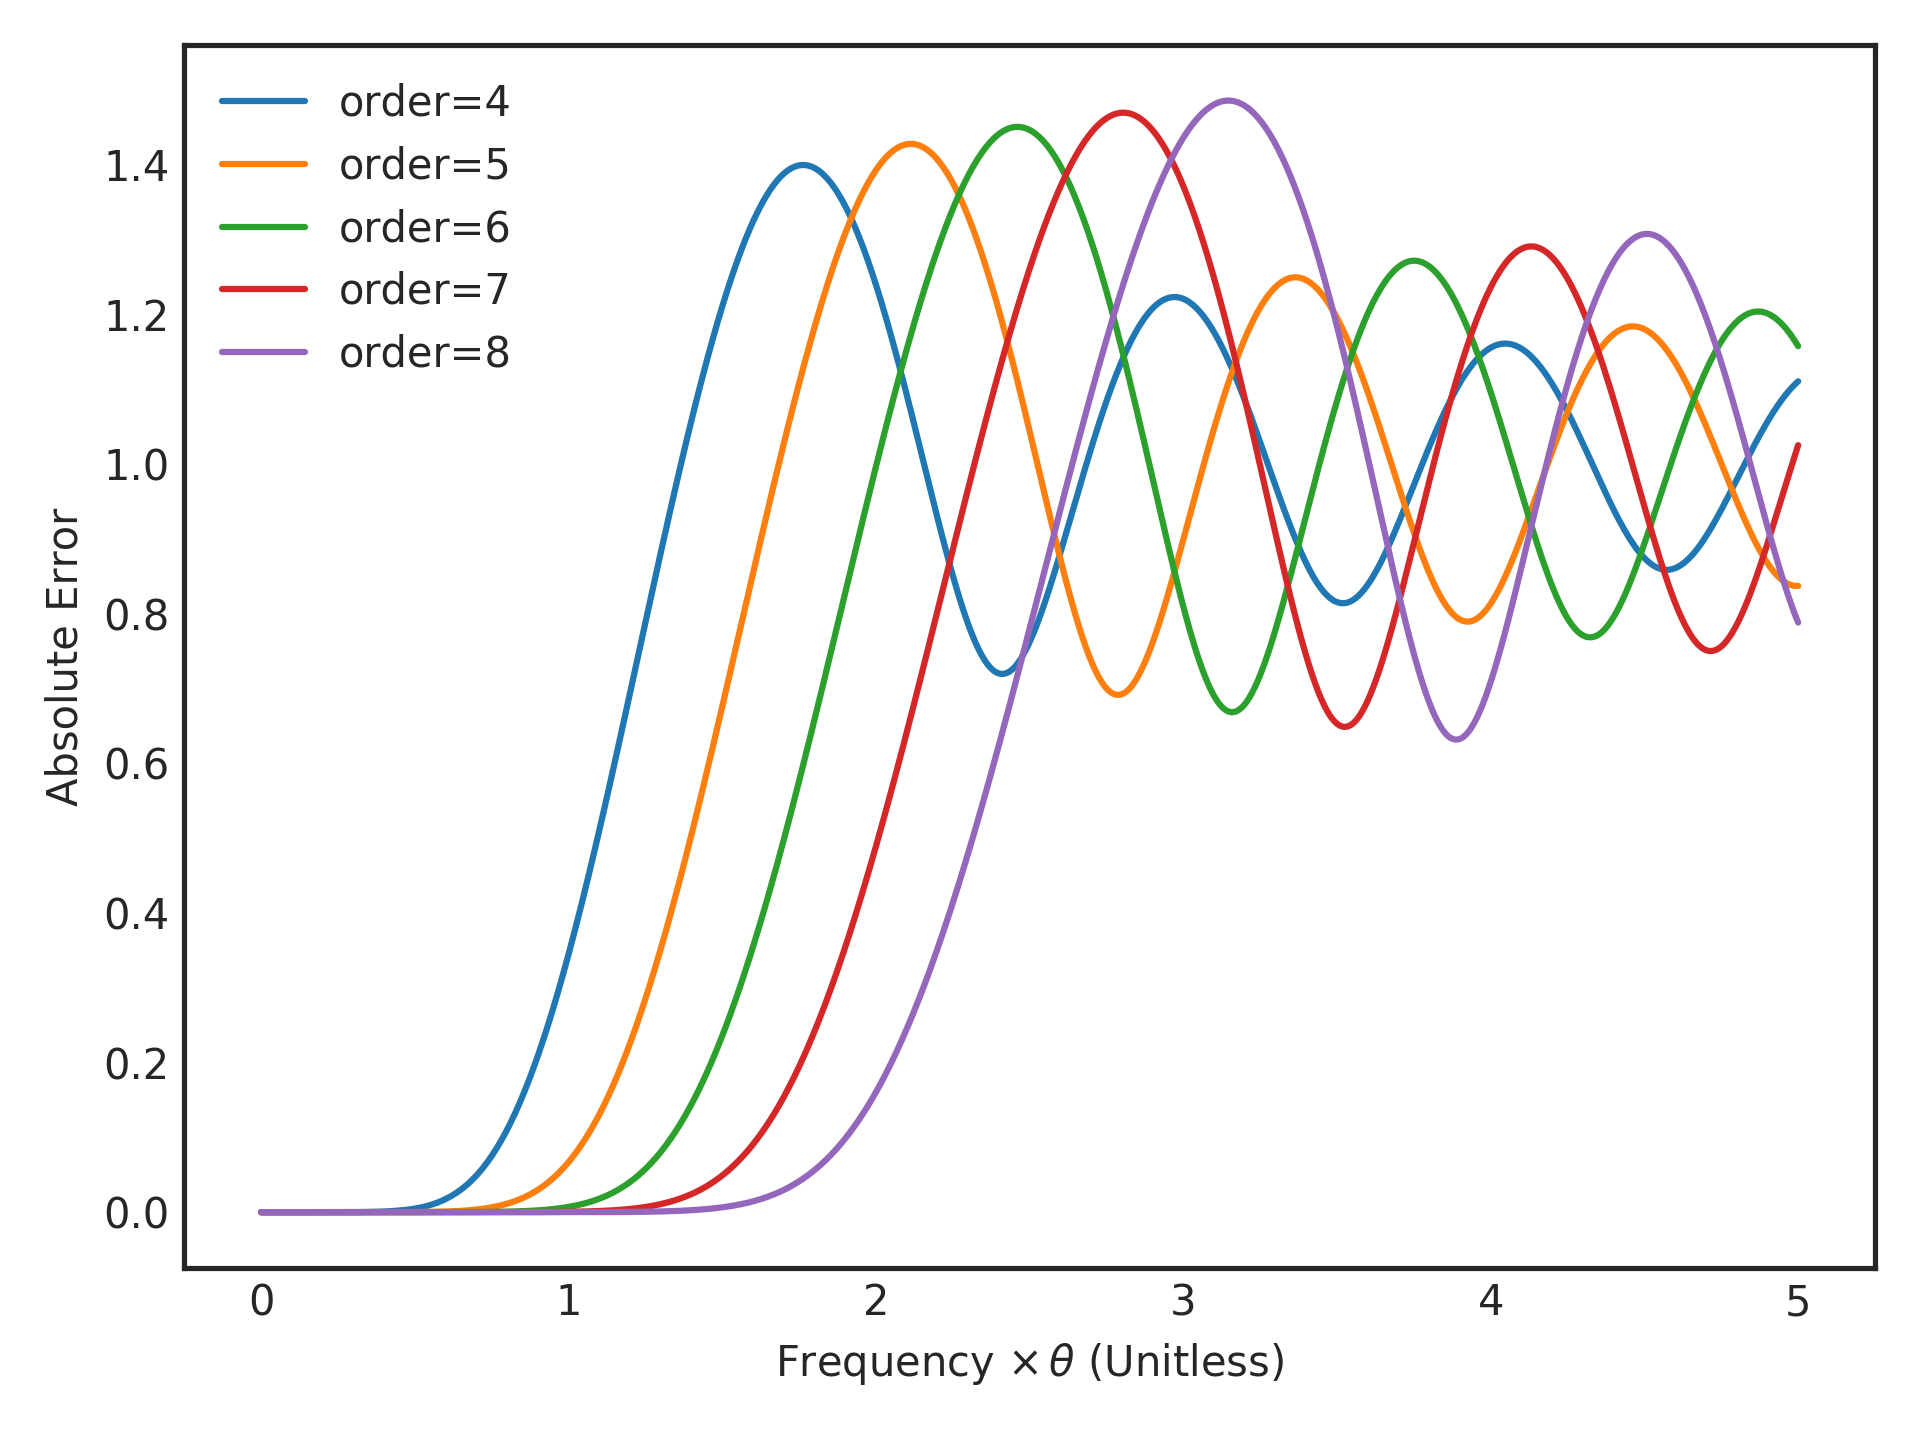 order=4
order=5
order=6
order=7
order=8
1.4
1.2
1.0
0.8
0.6
0.4
0.2
0.0
Absolute Error
0 1 2 3 4 5
Frequency ×θ (Unitless)